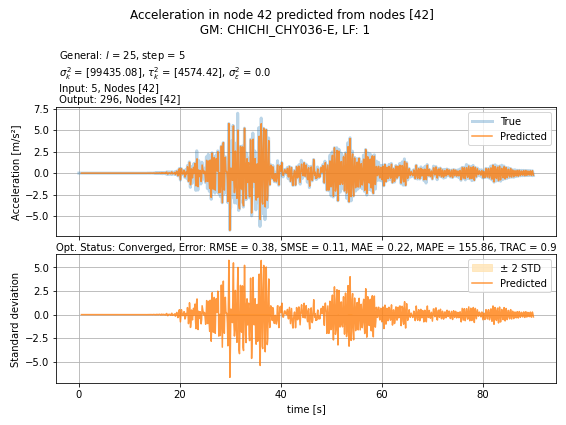 Acceleration in node 42 predicted from nodes [42]
GM: CHICHI_CHY036-E, LF: 1
General: l = 25, step = 5
σ²ₖ = [99435.08], τ²ₖ = [4574.42], σ²ε = 0.0
Input: 5, Nodes [42]
Output: 296, Nodes [42]
7.5
5.0
2.5
0.0
−2.5
−5.0
Acceleration [m/s²]
True
Predicted
Opt. Status: Converged, Error: RMSE = 0.38, SMSE = 0.11, MAE = 0.22, MAPE = 155.86, TRAC = 0.9
5.0
2.5
0.0
−2.5
−5.0
Standard deviation
± 2 STD
Predicted
0 20 40 60 80
time [s]